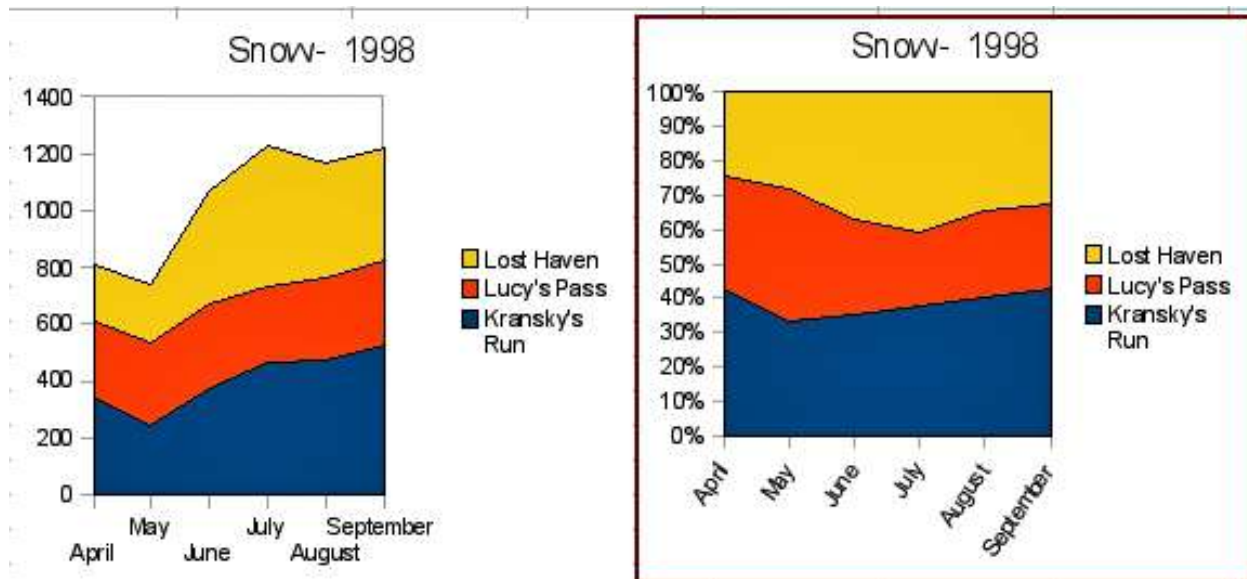 Snow- 1998
1400
1200
1000
800
600
400
200
0
April
May
June
July
August
September
Lost Haven
Lucy's Pass
Kransky's
Run
Snow- 1998
100%
90%
80%
70%
60%
50%
40%
30%
20%
10%
0%
April
May
June
July
August
September
Lost Haven
Lucy's Pass
Kransky's
Run